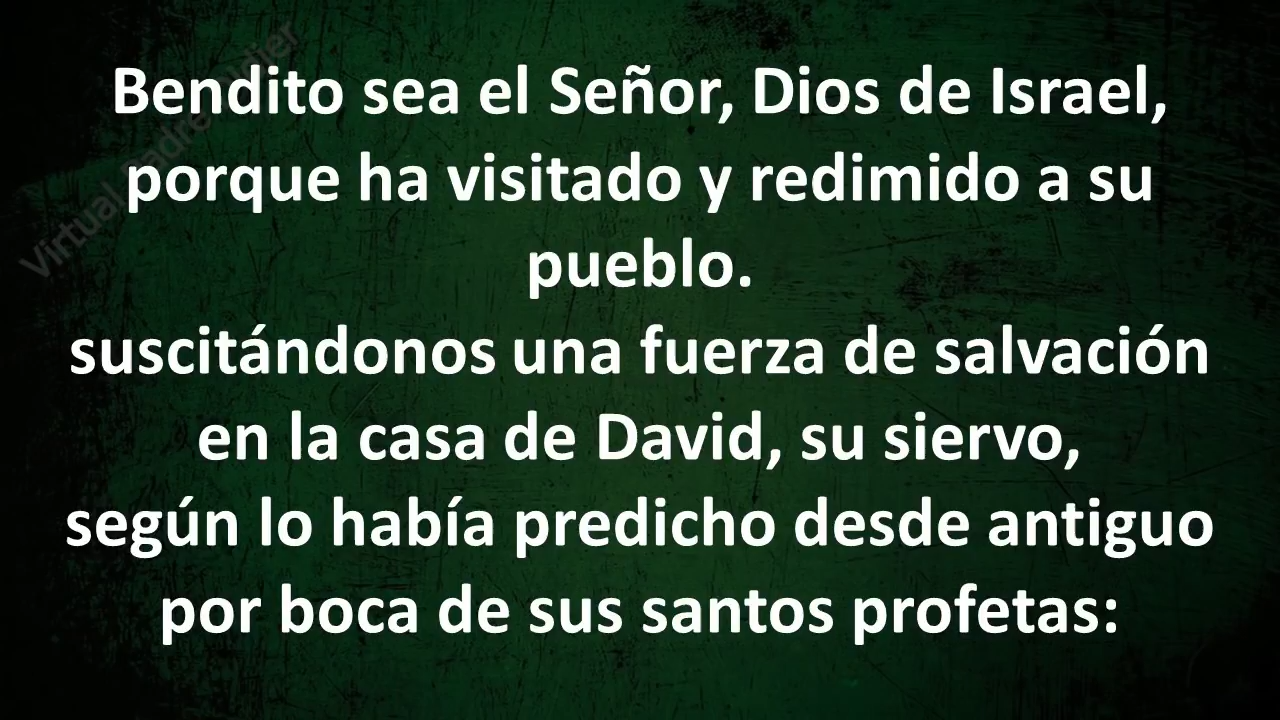 Bendito sea el Señor, Dios de Israel,
porque ha visitado y redimido a su
pueblo.
suscitándonos una fuerza de salvación
en la casa de David, su siervo,
según lo había predicho desde antiguo
por boca de sus santos profetas:
Virtual